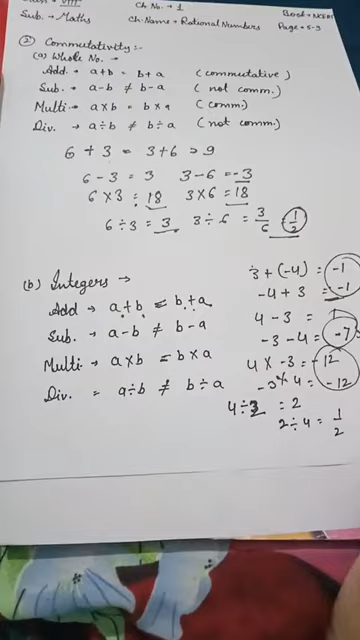 Class - VIII Ch No. : 1 Book → NCERT
Sub. → Maths Ch. Name → Rational Numbers Page - 5-9
② Commutativity :-
(a) Whole No. →
Add. → a+b = b+a (commutative)
Sub. → a-b ≠ b-a (not comm.)
Multi → a×b = b×a (comm)
Div. → a÷b ≠ b÷a (not comm.)
6 + 3 = 3+6 = 9
6 - 3 = 3 3-6 = -3
6×3 = 18 3×6 = 18
6÷3 = 3 3÷6 = 3/6 = 1/2
(b) Integers →
Add → a+b = b+a
Sub. → a-b ≠ b-a
Multi → a×b = b×a
Div. = a÷b ≠ b÷a
3+(-4) = -1
-4+3 = -1
4-3 = 1
-3-4 = -7
4×-3 = -12
-3×4 = -12
4÷2 = 2
2÷4 = 1/2